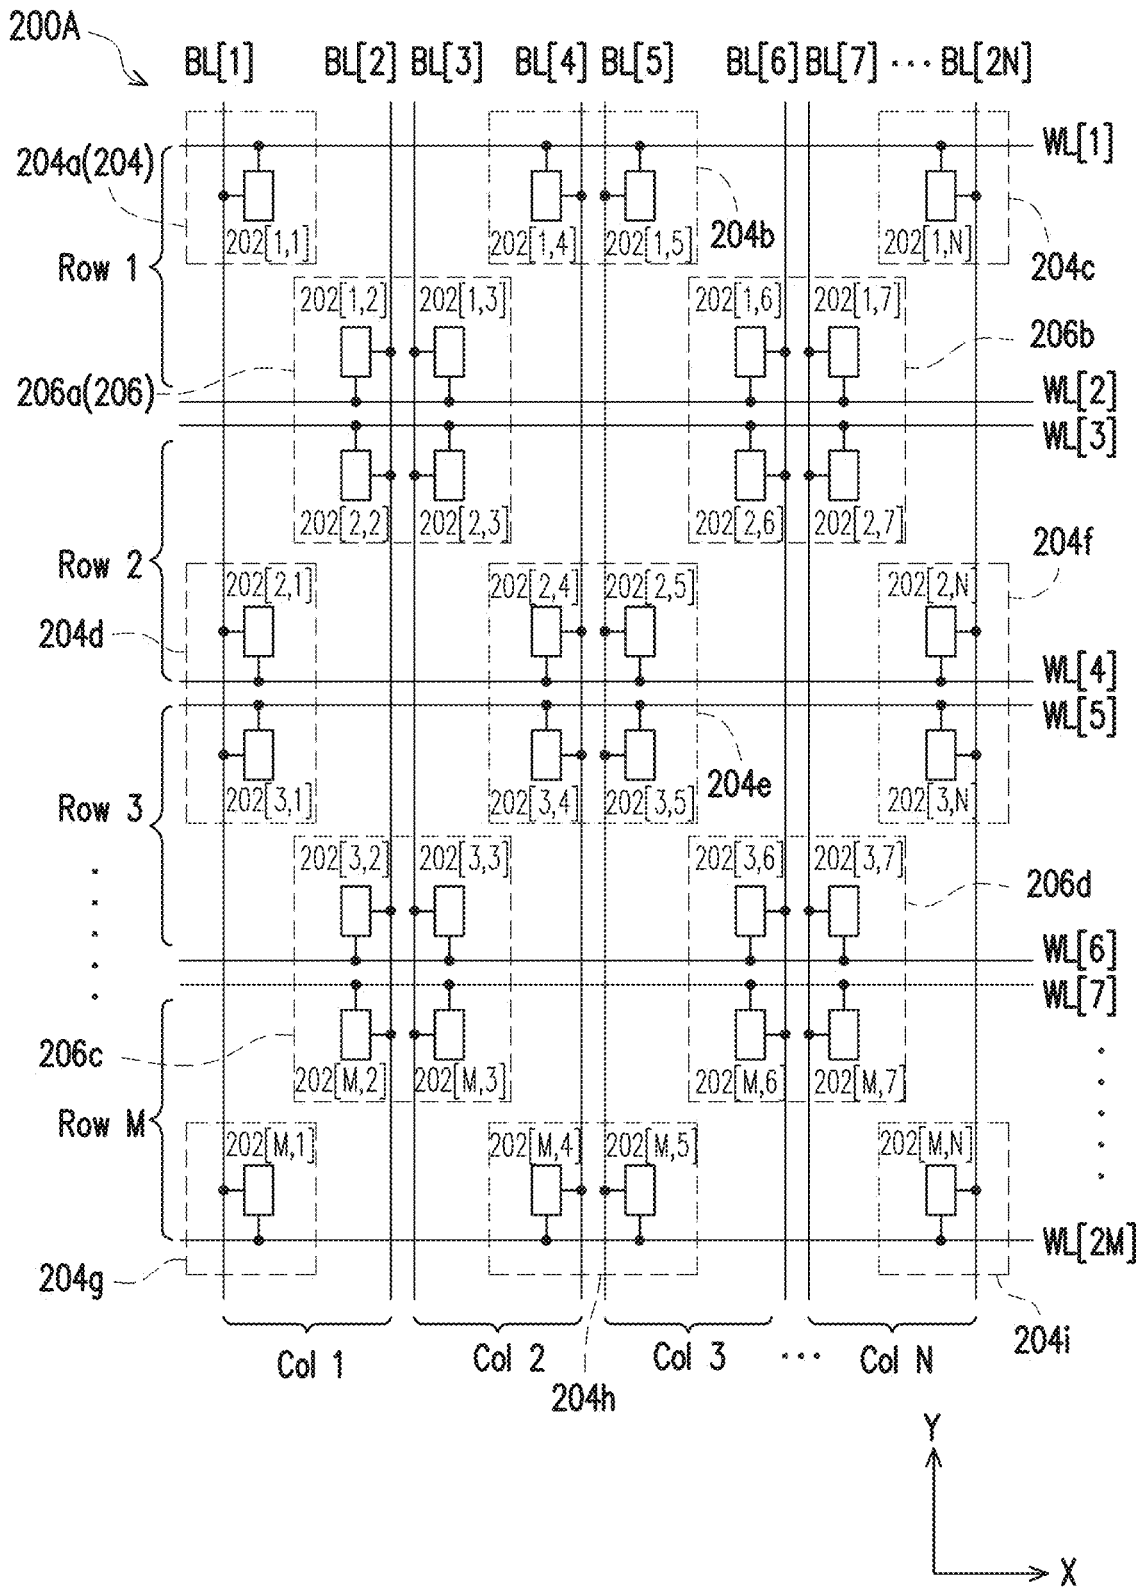 200A
BL[1] BL[2] BL[3] BL[4] BL[5] BL[6] BL[7] ··· BL[2N]
WL[1]
204a(204)
202[1,1] 202[1,4] 202[1,5] 204b 202[1,N]
Row 1
204c
202[1,2] 202[1,3] 202[1,6] 202[1,7]
206b
206a(206)
WL[2]
WL[3]
202[2,2] 202[2,3] 202[2,6] 202[2,7]
204f
Row 2
202[2,1] 202[2,4] 202[2,5] 202[2,N]
204d
WL[4]
WL[5]
204e
202[3,1] 202[3,4] 202[3,5] 202[3,N]
Row 3
202[3,2] 202[3,3] 202[3,6] 202[3,7]
206d
WL[6]
WL[7]
206c
202[M,2] 202[M,3] 202[M,6] 202[M,7]
Row M
202[M,1] 202[M,4] 202[M,5] 202[M,N]
WL[2M]
204g
204i
Col 1 Col 2 Col 3 ··· Col N
204h
Y
X